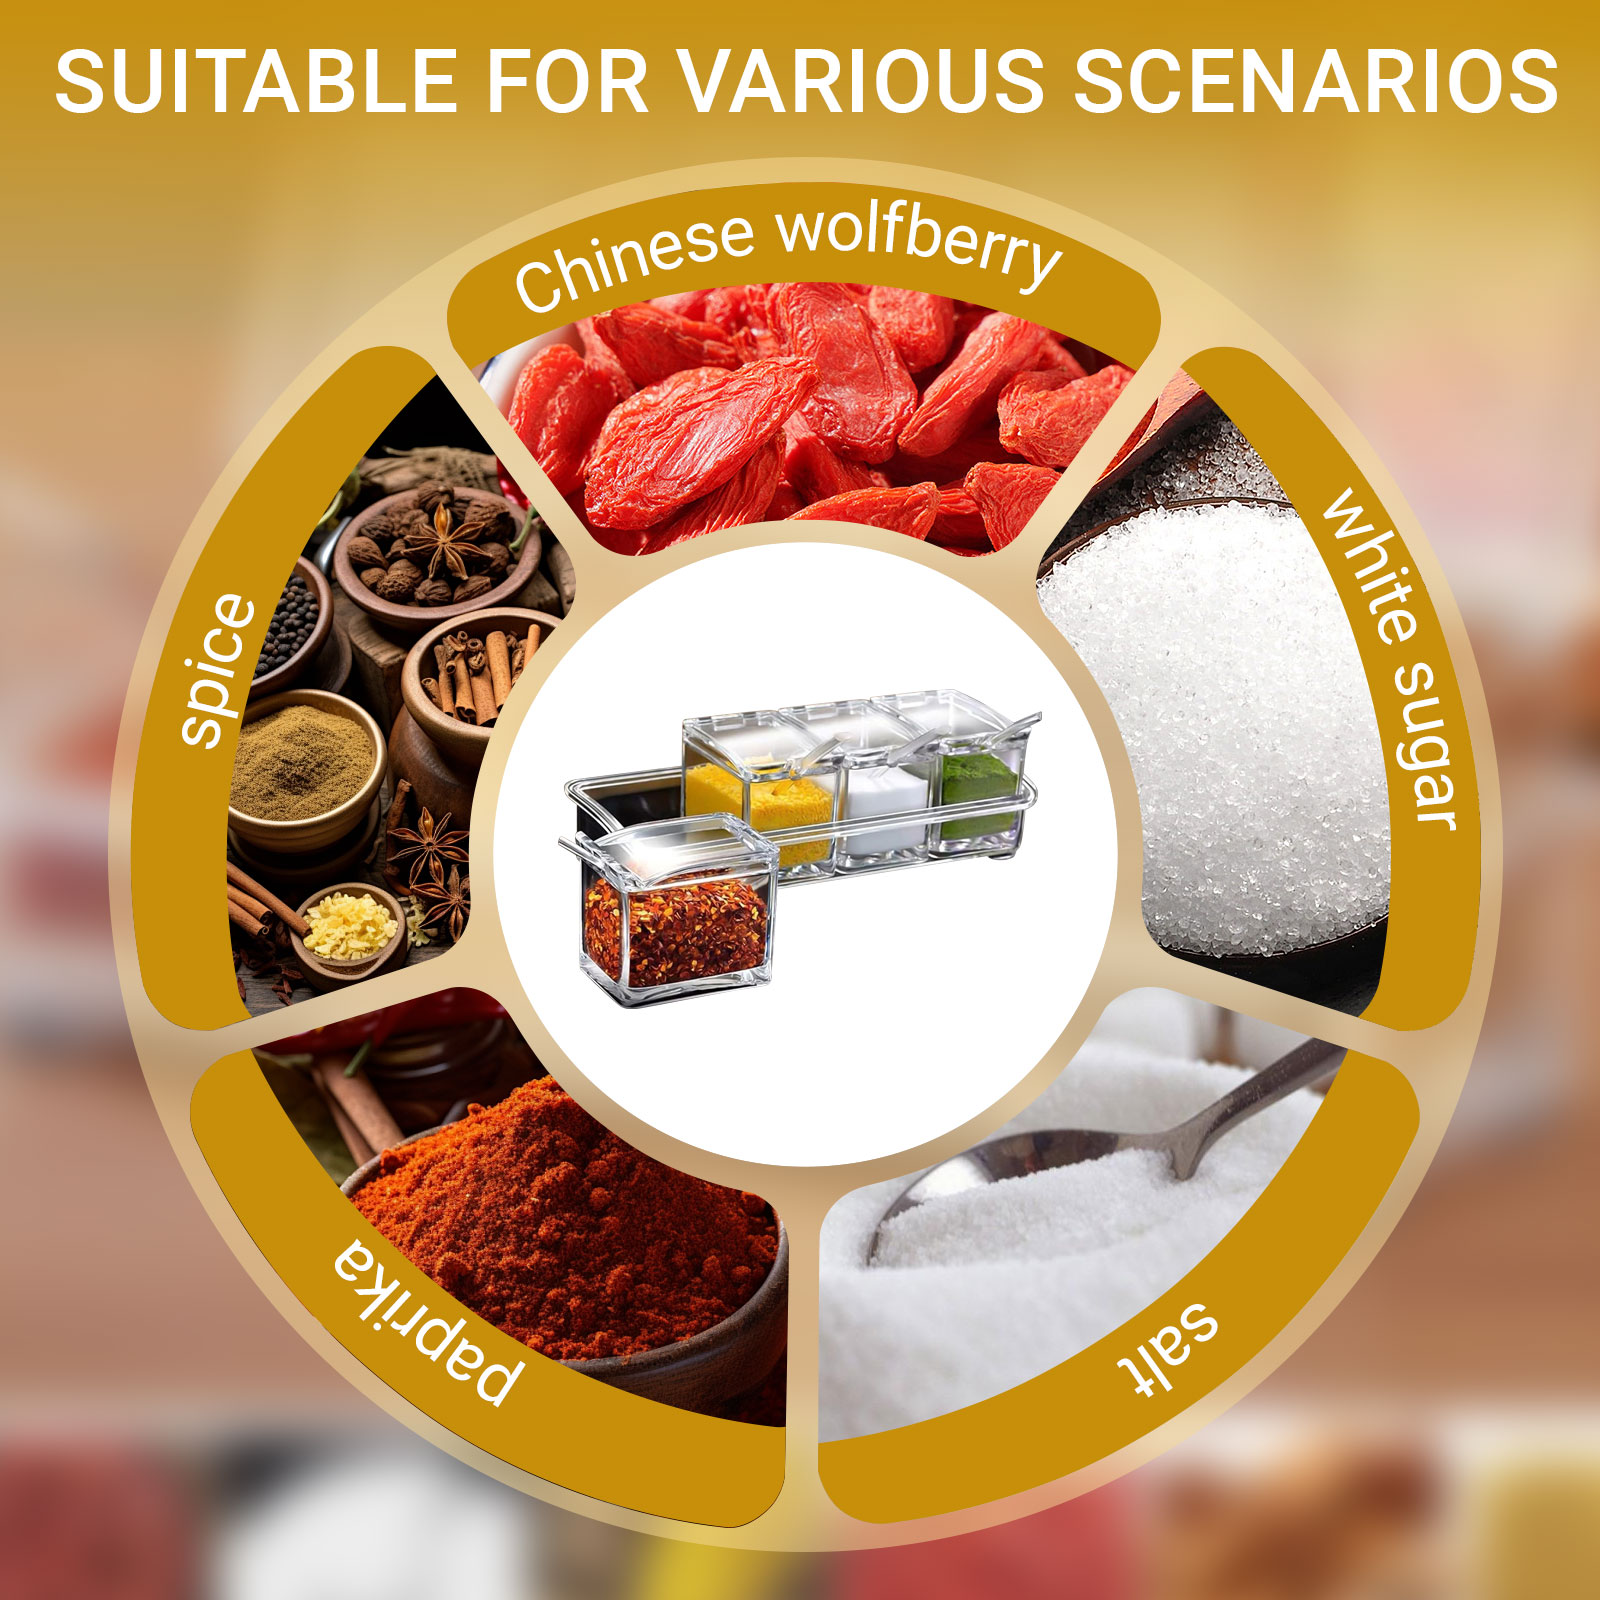 SUITABLE FOR VARIOUS SCENARIOS
Chinese wolfberry
white sugar
salt
paprika
spice